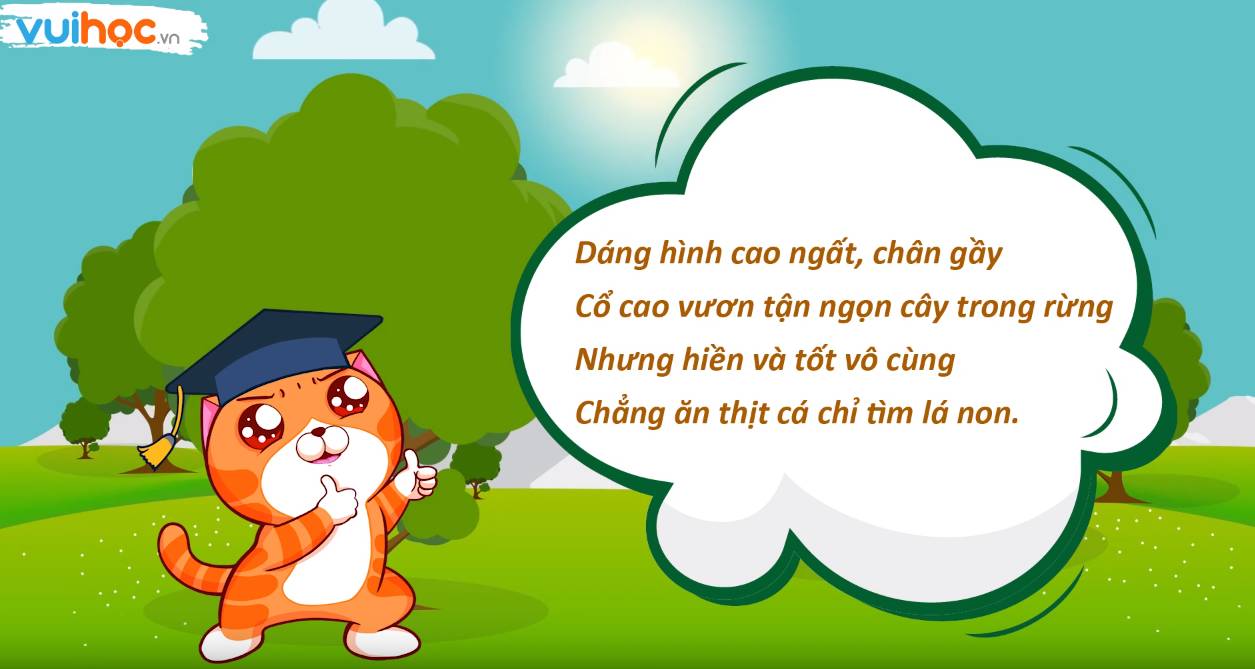 vuihọc.vn
Dáng hình cao ngất, chân gầy
Cổ cao vươn tận ngọn cây trong rừng
Nhưng hiền và tốt vô cùng
Chẳng ăn thịt cá chỉ tìm lá non.